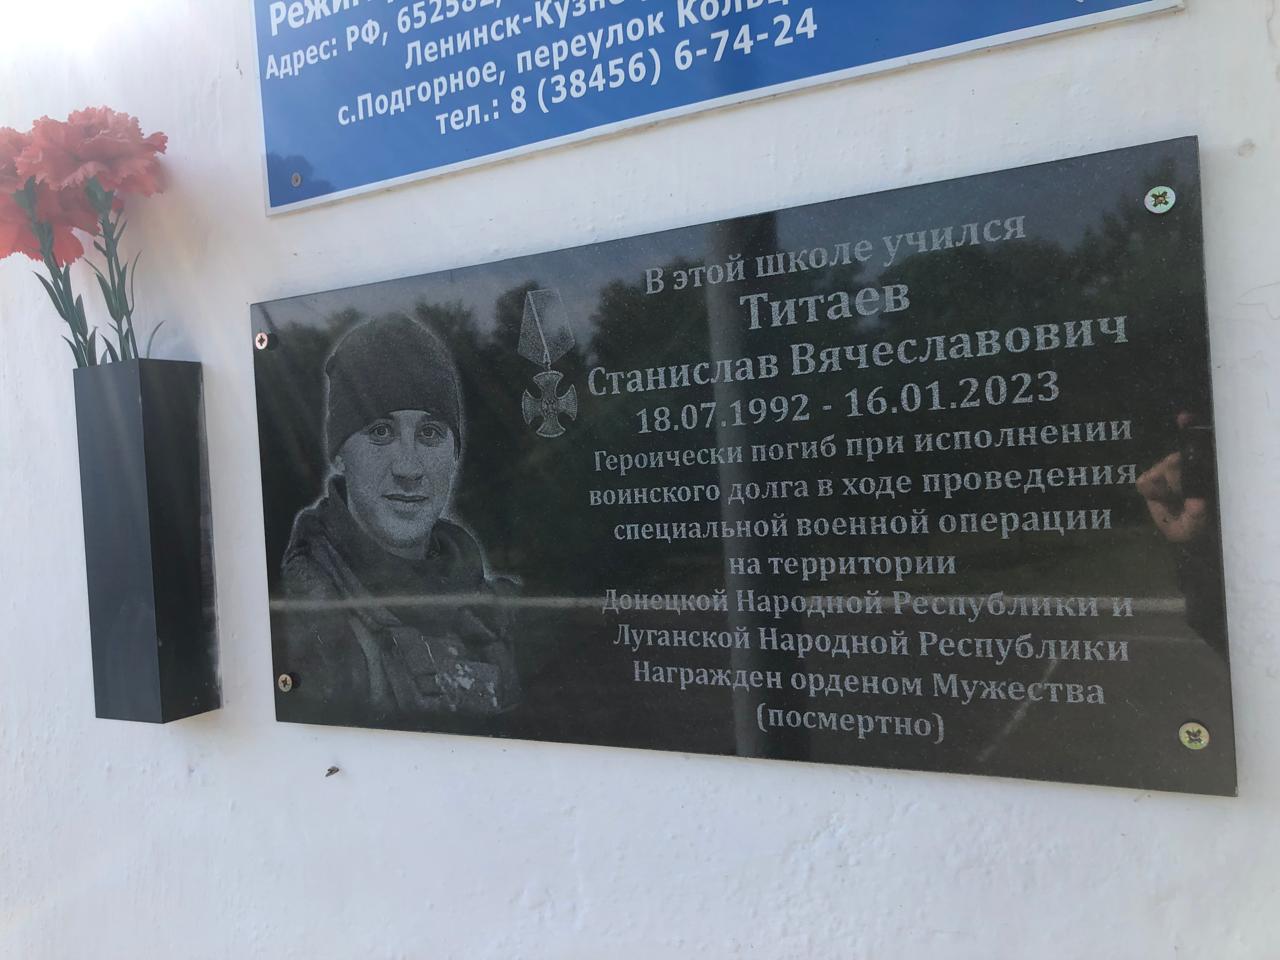 Режим
Адрес: РФ, 652582,
Ленинск-Кузне
с.Подгорное, переулок Кольц
тел.: 8 (38456) 6-74-24
В этой школе учился
Титаев
Станислав Вячеславович
18.07.1992 - 16.01.2023
Героически погиб при исполнении
воинского долга в ходе проведения
специальной военной операции
на территории
Донецкой Народной Республики и
Луганской Народной Республики
Награжден орденом Мужества
(посмертно)